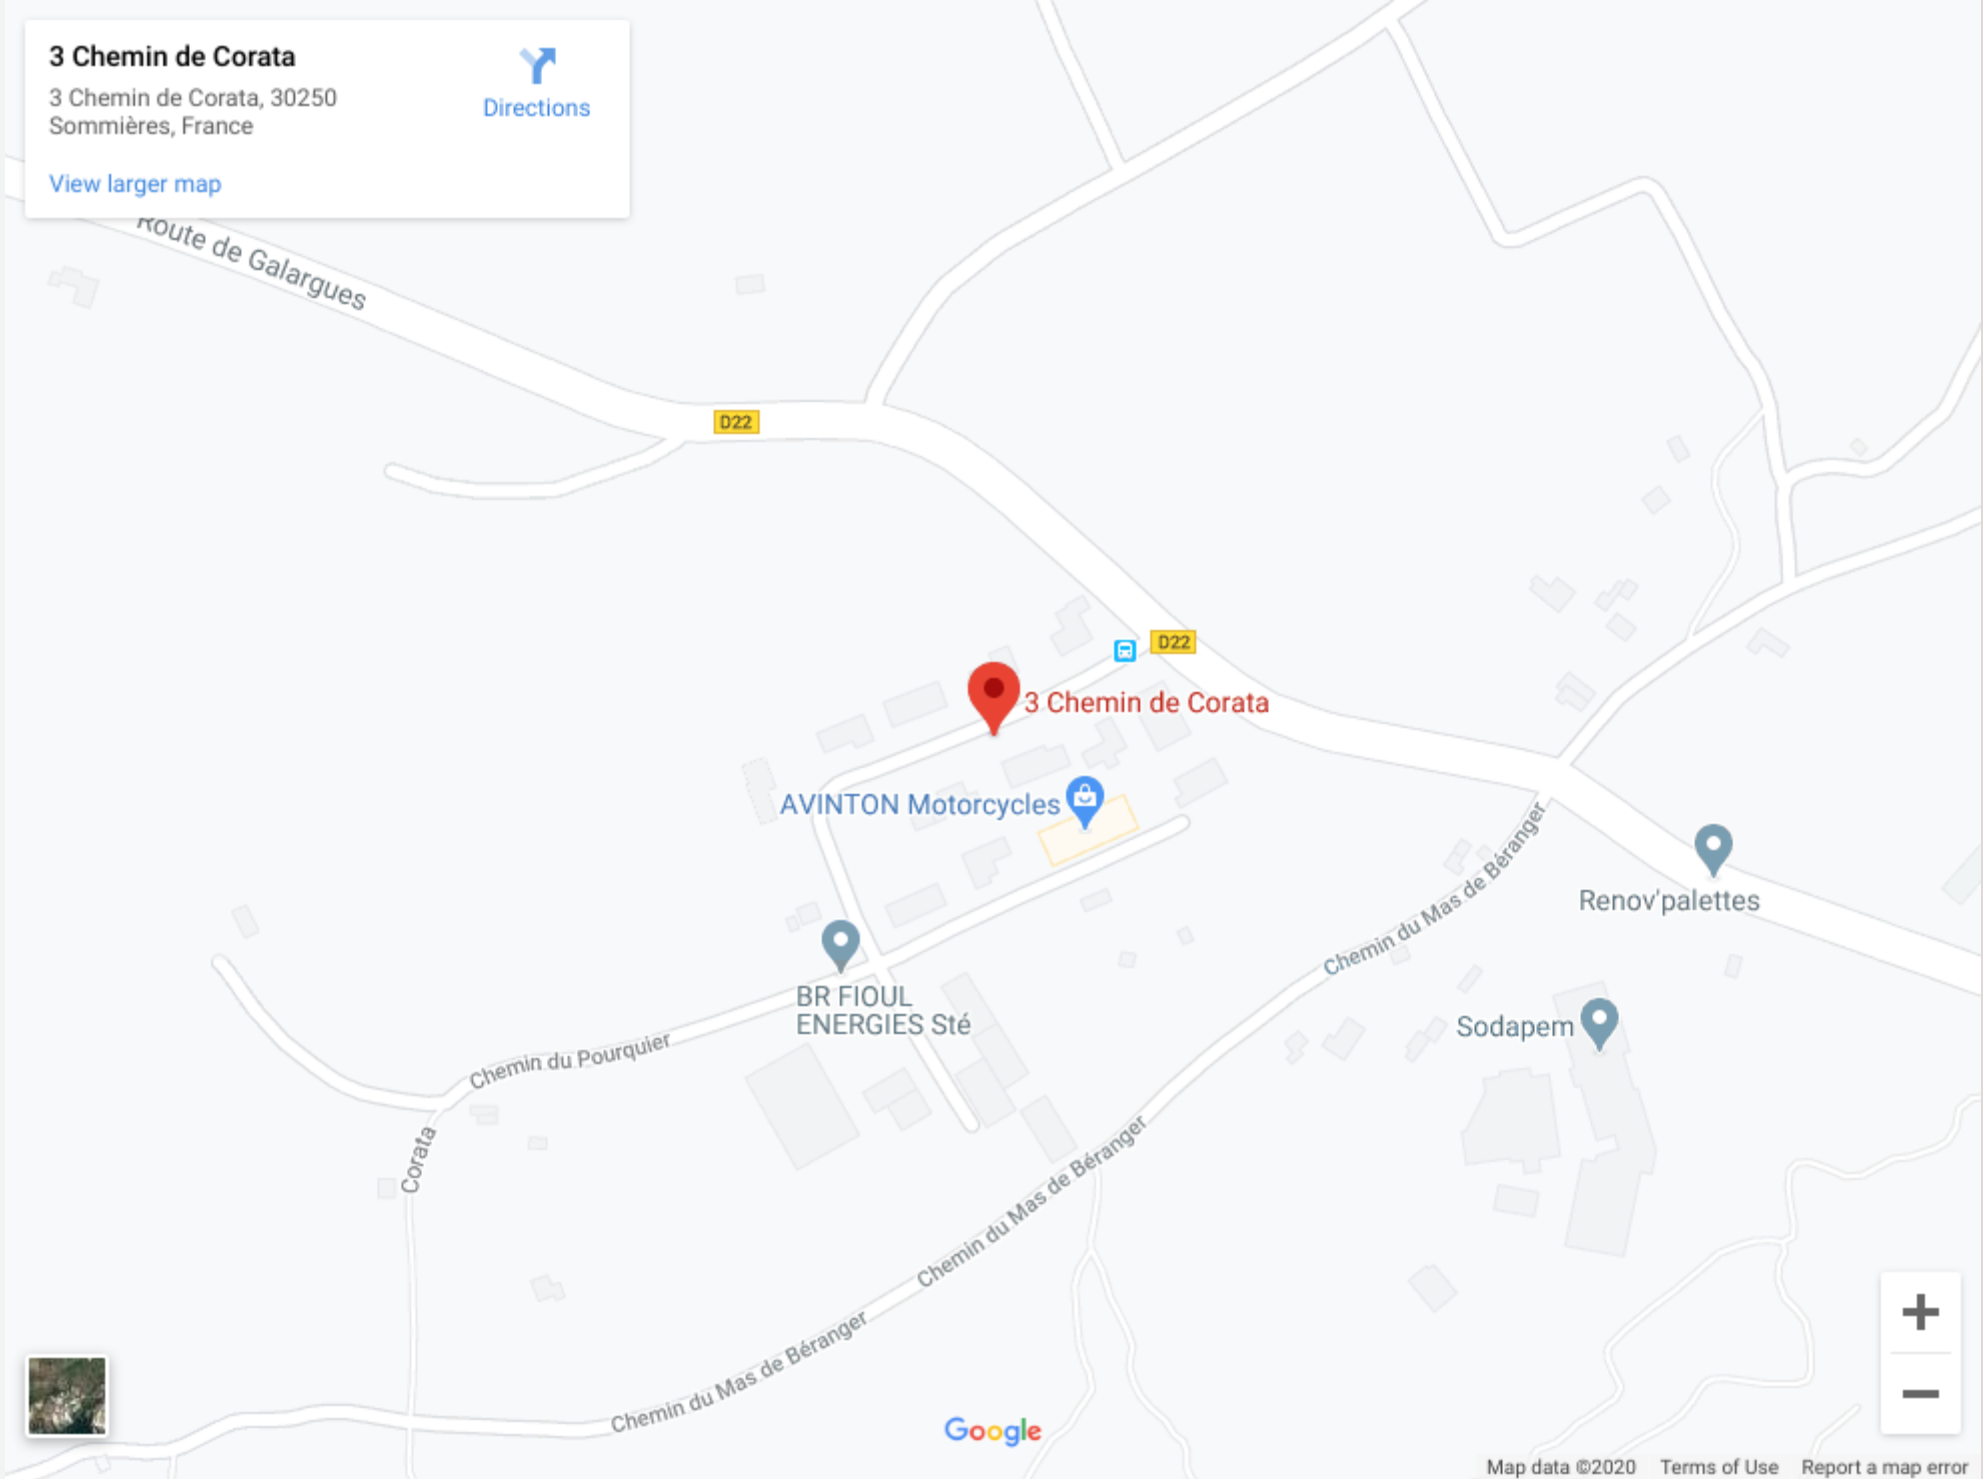 3 Chemin de Corata
3 Chemin de Corata, 30250
Sommières, France
Directions
View larger map
Route de Galargues
D22
D22
3 Chemin de Corata
AVINTON Motorcycles
Chemin du Mas de Béranger
Renov'palettes
BR FIOUL
ENERGIES Sté
Sodapem
Chemin du Pourquier
Corata
Chemin du Mas de Béranger
Chemin du Mas de Béranger
Google
Map data ©2020 Terms of Use Report a map error